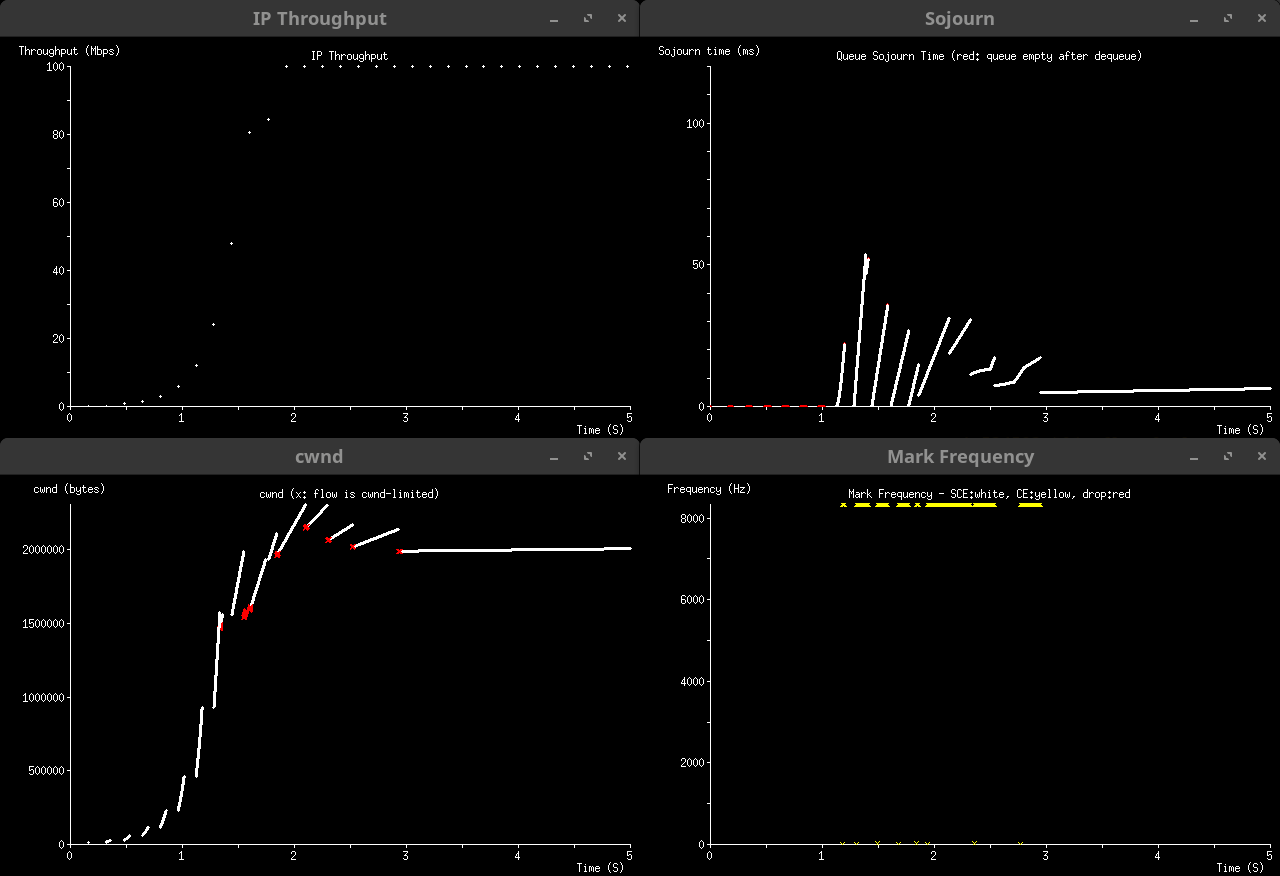 IP Throughput
Throughput (Mbps)
IP Throughput
100
80
60
40
20
0
0 1 2 3 4 5
Time (S)
Sojourn
Sojourn time (ms)
Queue Sojourn Time (red: queue empty after dequeue)
100
50
0
0 1 2 3 4 5
Time (S)
cwnd
cwnd (bytes)
cwnd (x: flow is cwnd-limited)
2000000
1500000
1000000
500000
0
0 1 2 3 4 5
Time (S)
Mark Frequency
Frequency (Hz)
Mark Frequency - SCE:white, CE:yellow, drop:red
8000
6000
4000
2000
0
0 1 2 3 4 5
Time (S)